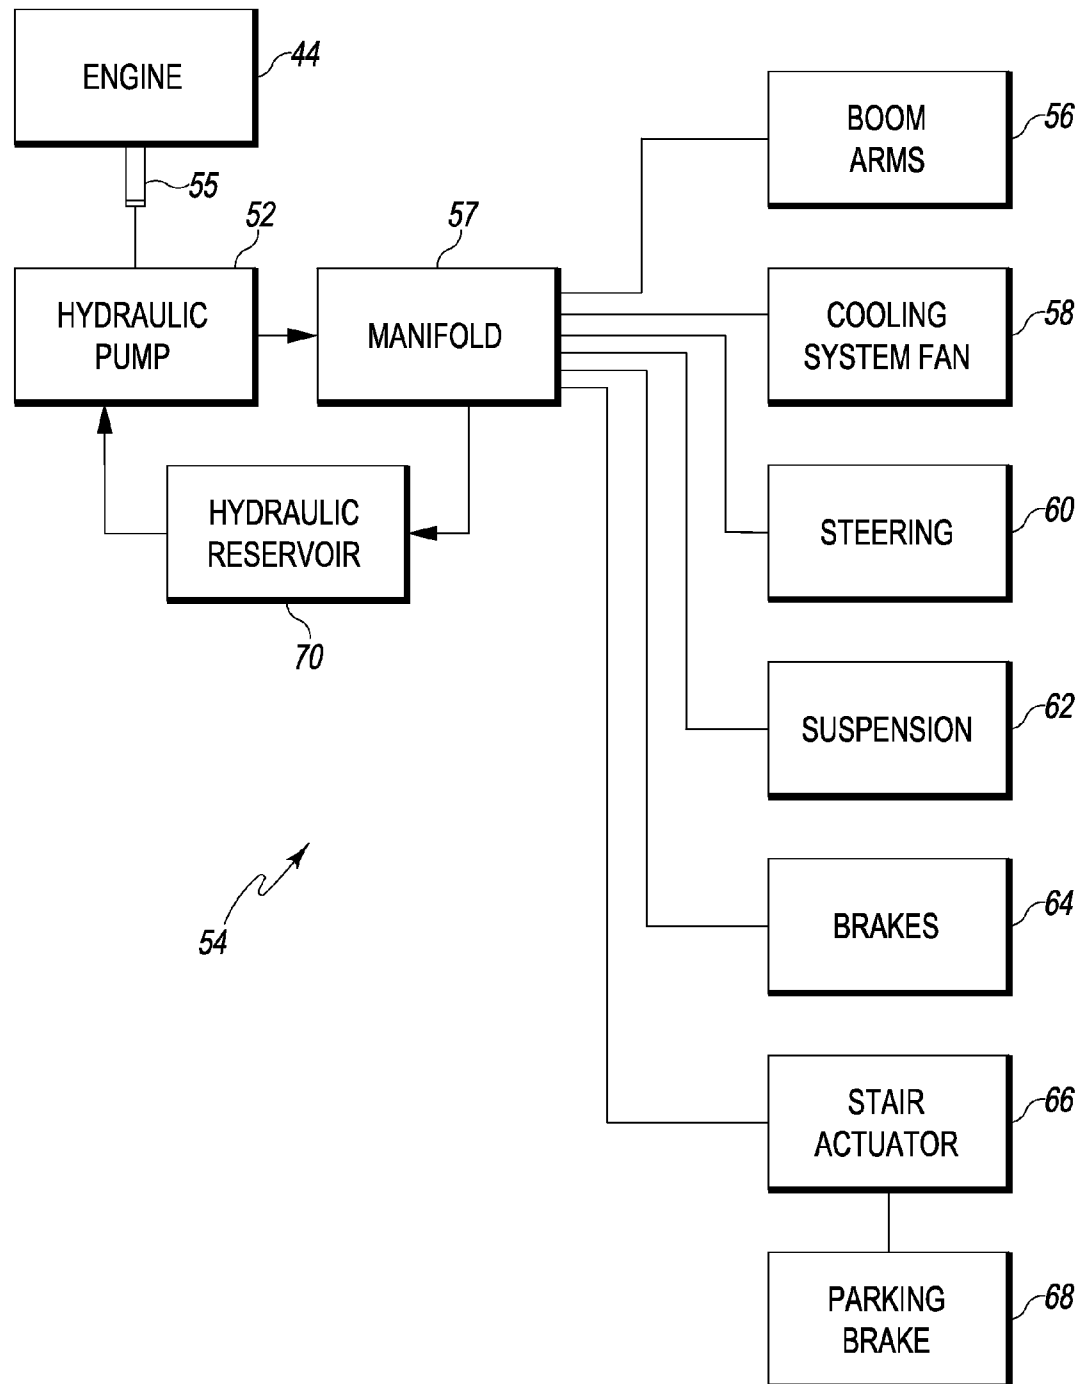 ENGINE
44
55
HYDRAULIC
PUMP
52
MANIFOLD
57
HYDRAULIC
RESERVOIR
70
54
BOOM
ARMS
56
COOLING
SYSTEM FAN
58
STEERING
60
SUSPENSION
62
BRAKES
64
STAIR
ACTUATOR
66
PARKING
BRAKE
68